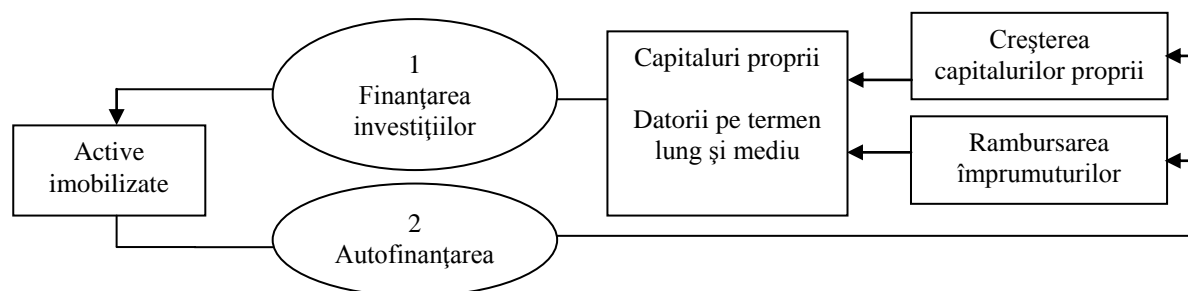 1
Finanţarea
investiţiilor
Capitaluri proprii
Datorii pe termen
lung şi mediu
Creşterea
capitalurilor proprii
Rambursarea
împrumuturilor
Active
imobilizate
2
Autofinanţarea